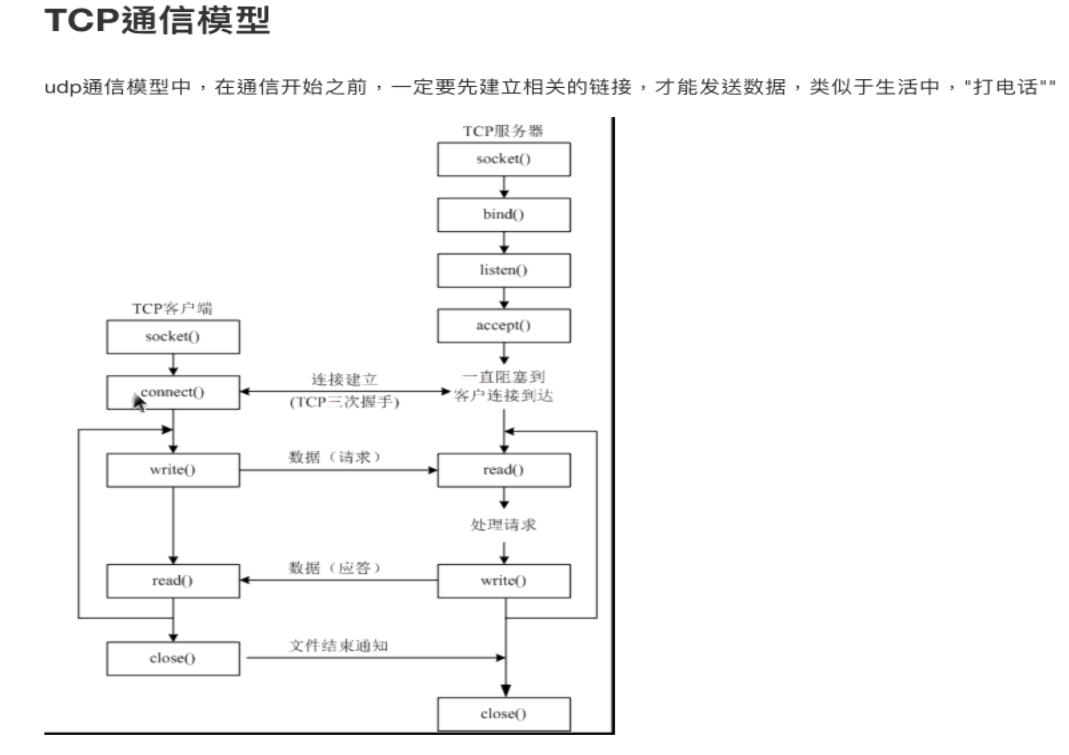 TCP通信模型
udp通信模型中，在通信开始之前，一定要先建立相关的链接，才能发送数据，类似于生活中，"打电话""
TCP服务器
socket()
bind()
listen()
TCP客户端
accept()
socket()
一直阻塞到
客户连接到达
connect()
连接建立
(TCP三次握手)
write()
数据（请求）
read()
处理请求
read()
数据（应答）
write()
close()
文件结束通知
close()